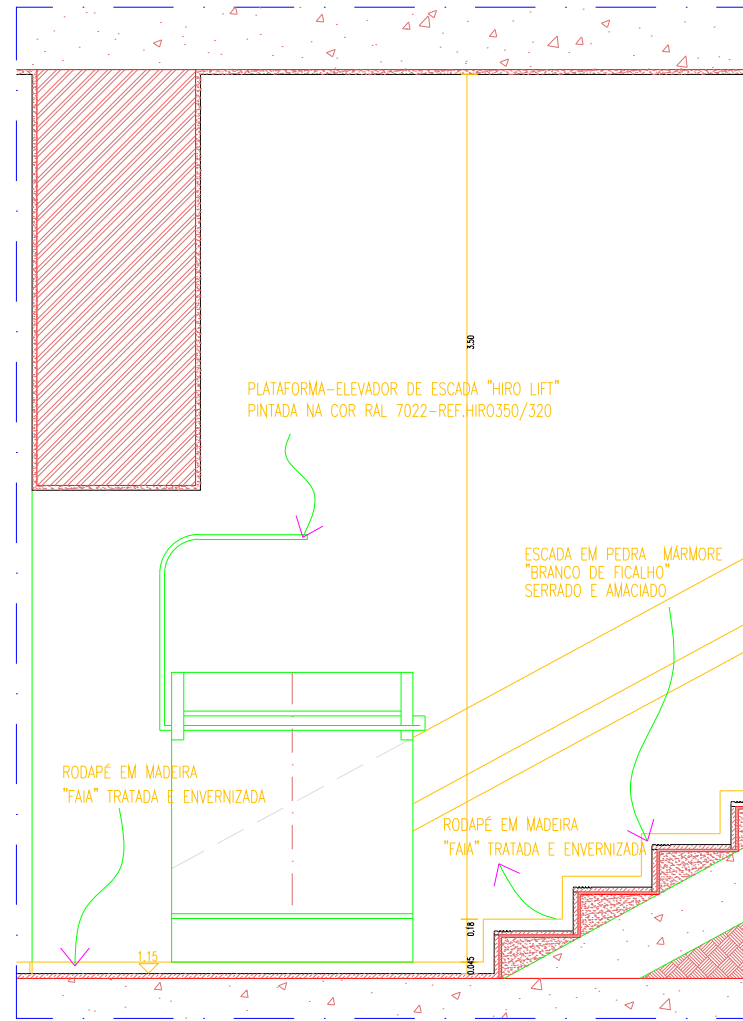 3.50
PLATAFORMA-ELEVADOR DE ESCADA "HIRO LIFT"
PINTADA NA COR RAL 7022-REF.HIRO350/320
ESCADA EM PEDRA MÁRMORE
"BRANCO DE FICALHO"
SERRADO E AMACIADO
RODAPÉ EM MADEIRA
"FAIA" TRATADA E ENVERNIZADA
RODAPÉ EM MADEIRA
"FAIA" TRATADA E ENVERNIZADA
0.18
1.15
0.045